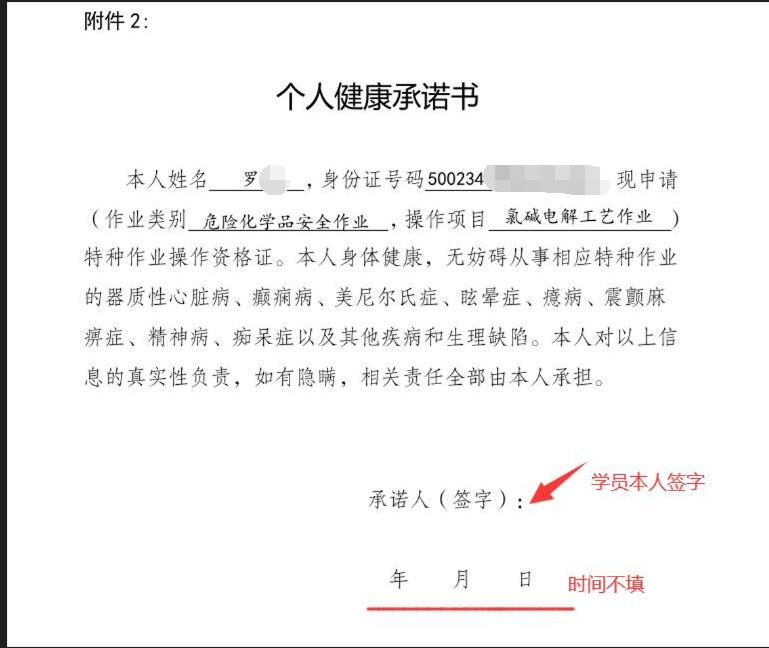 附件 2：
个人健康承诺书
本人姓名 罗 ，身份证号码500234 现申请
（作业类别 危险化学品安全作业 ，操作项目 氯碱电解工艺作业 ）
特种作业操作资格证。本人身体健康，无妨碍从事相应特种作业
的器质性心脏病、癫痫病、美尼尔氏症、眩晕症、癔病、震颤麻
痹症、精神病、痴呆症以及其他疾病和生理缺陷。本人对以上信
息的真实性负责，如有隐瞒，相关责任全部由本人承担。
承诺人（签字）： 学员本人签字
年 月 日 时间不填